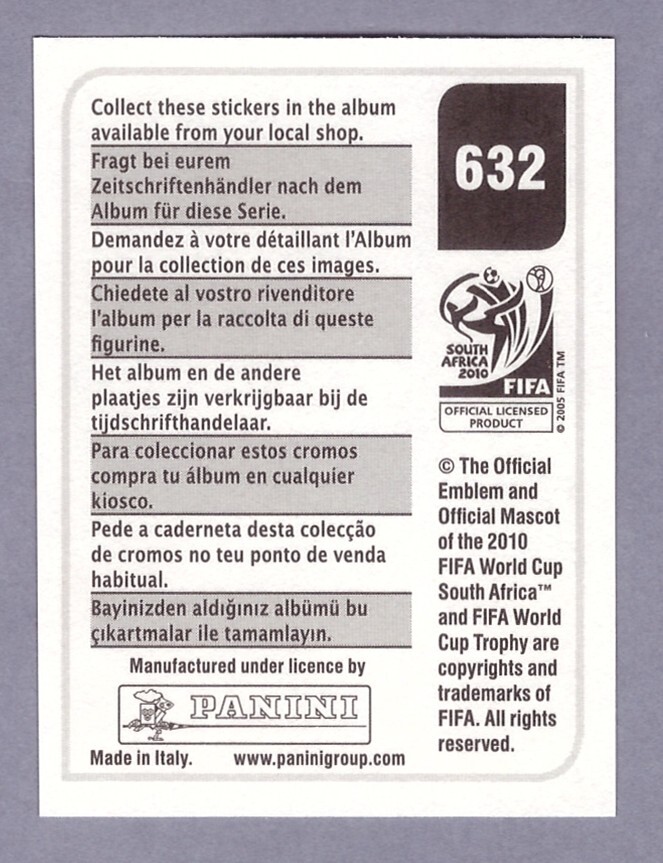 Collect these stickers in the album
available from your local shop.
Fragt bei eurem
Zeitschriftenhändler nach dem
Album für diese Serie.
Demandez à votre détaillant l'Album
pour la collection de ces images.
Chiedete al vostro rivenditore
l'album per la raccolta di queste
figurine.
Het album en de andere
plaatjes zijn verkrijgbaar bij de
tijdschrifthandelaar.
Para coleccionar estos cromos
compra tu álbum en cualquier
kiosco.
Pede a caderneta desta colecção
de cromos no teu ponto de venda
habitual.
Bayinizden aldığınız albümü bu
çıkartmalar ile tamamlayın.
Manufactured under licence by
PANINI
Made in Italy. www.paninigroup.com
632
SOUTH
AFRICA
2010
FIFA
OFFICIAL LICENSED
PRODUCT
© 2005 FIFA TM
© The Official
Emblem and
Official Mascot
of the 2010
FIFA World Cup
South Africa™
and FIFA World
Cup Trophy are
copyrights and
trademarks of
FIFA. All rights
reserved.